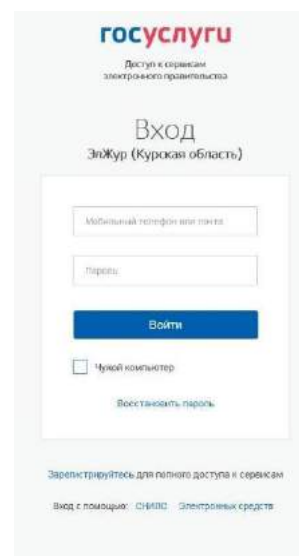 госуслуги
Доступ к сервисам
электронного правительства
Вход
ЭлЖур (Курская область)
Мобильный телефон или почта
Пароль
Войти
Чужой компьютер
Восстановить пароль
Зарегистрируйтесь для полного доступа к сервисам
Вход с помощью: СНИЛС Электронных средств